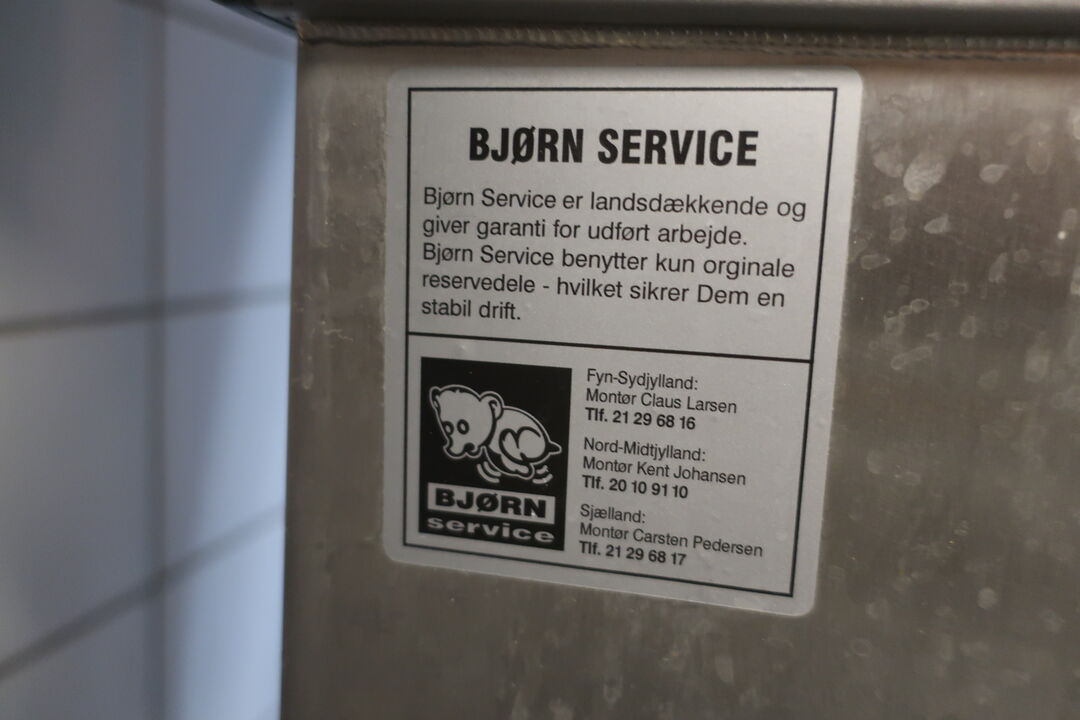 BJØRN SERVICE
Bjørn Service er landsdækkende og
giver garanti for udført arbejde.
Bjørn Service benytter kun orginale
reservedele - hvilket sikrer Dem en
stabil drift.
BJØRN
service
Fyn-Sydjylland:
Montør Claus Larsen
Tlf. 21 29 68 16
Nord-Midtjylland:
Montør Kent Johansen
Tlf. 20 10 91 10
Sjælland:
Montør Carsten Pedersen
Tlf. 21 29 68 17